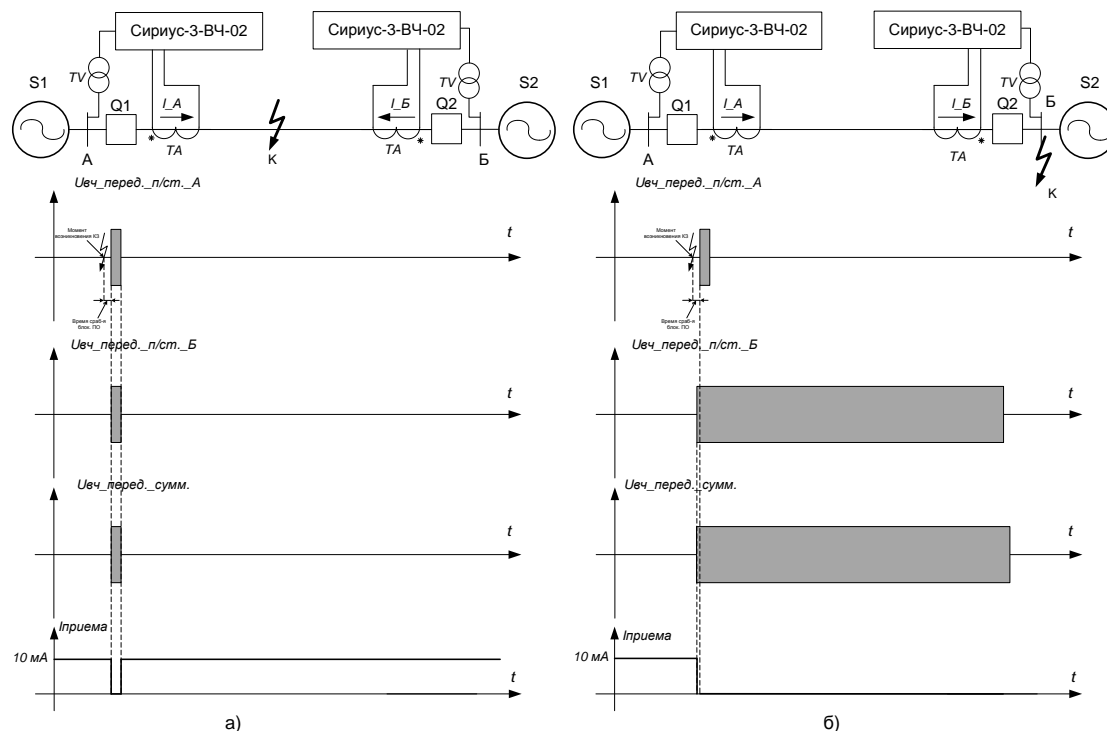 Сириус-3-ВЧ-02
Сириус-3-ВЧ-02
S1
TV
Q1
I_А
I_Б
Q2
TV
S2
*
*
А
ТА
К
ТА
Б
Uвч_перед._п/ст._А
Момент
возникновения КЗ
t
Время сраб-я
блок. ПО
Uвч_перед._п/ст._Б
t
Uвч_перед._сумм.
t
Iприема
10 мА
t
а)
Сириус-3-ВЧ-02
Сириус-3-ВЧ-02
S1
TV
Q1
I_А
I_Б
Q2
TV
Б
S2
*
*
А
ТА
ТА
К
Uвч_перед._п/ст._А
Момент
возникновения КЗ
t
Время сраб-я
блок. ПО
Uвч_перед._п/ст._Б
t
Uвч_перед._сумм.
t
Iприема
10 мА
t
б)